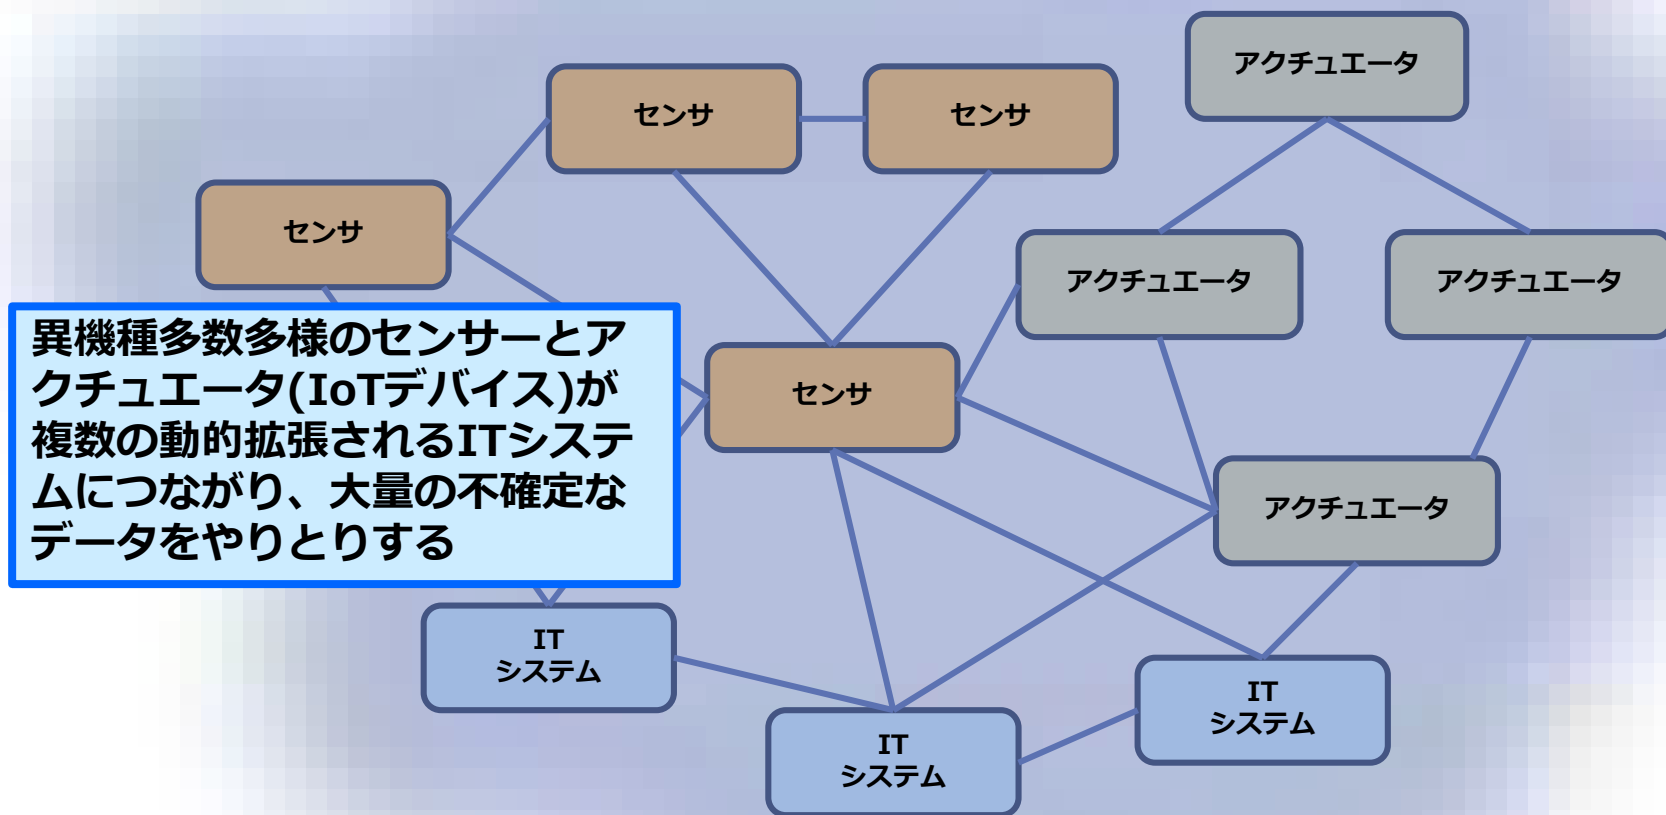 アクチュエータ
センサ
センサ
センサ
アクチュエータ
アクチュエータ
異機種多数多様のセンサーとア
クチュエータ(IoTデバイス)が
複数の動的拡張されるITシステ
ムにつながり、大量の不確定な
データをやりとりする
センサ
アクチュエータ
IT
システム
IT
システム
IT
システム